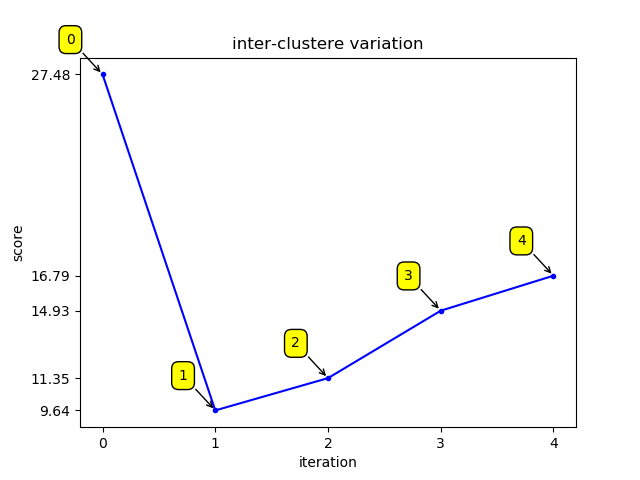 inter-clustere variation
0
27.48
16.79
14.93
11.35
9.64
score
1
2
3
4
0 1 2 3 4
iteration